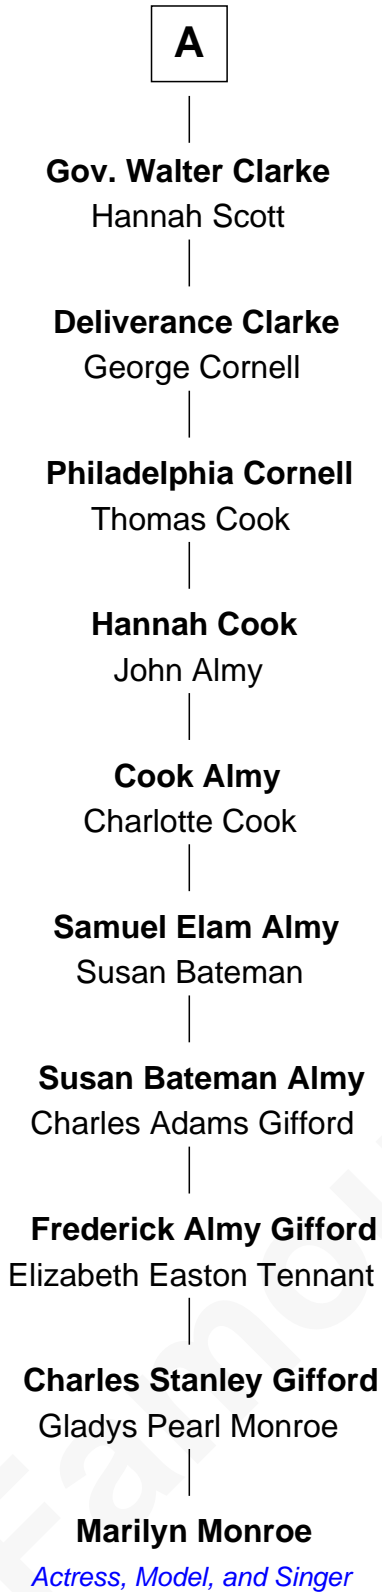 A
Gov. Walter Clarke
Hannah Scott
Deliverance Clarke
George Cornell
Philadelphia Cornell
Thomas Cook
Hannah Cook
John Almy
Cook Almy
Charlotte Cook
Samuel Elam Almy
Susan Bateman
Susan Bateman Almy
Charles Adams Gifford
Frederick Almy Gifford
Elizabeth Easton Tennant
Charles Stanley Gifford
Gladys Pearl Monroe
Marilyn Monroe
Actress, Model, and Singer